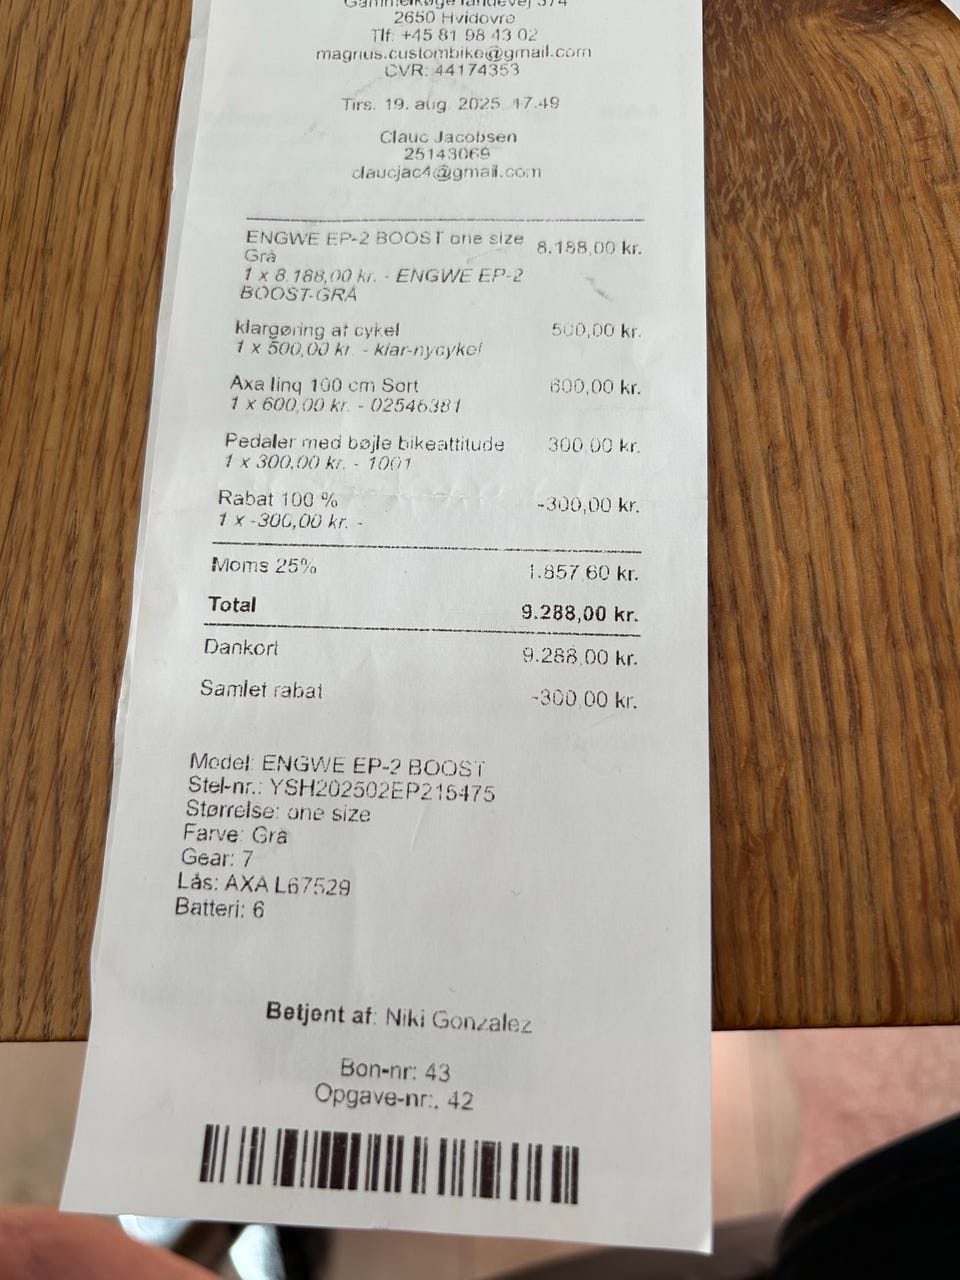 Gammelkøge landevej 374
2650 Hvidovre
Tlf: +45 81 98 43 02
magnus.custombike@gmail.com
CVR: 44174353
Tirs. 19. aug. 2025 17.49
Clauc Jacobsen
25143069
claucjac4@gmail.com
ENGWE EP-2 BOOST one size 8.188,00 kr.
Grå
1 x 8.188,00 kr. - ENGWE EP-2
BOOST-GRÅ
klargøring af cykel 500,00 kr.
1 x 500,00 kr. - klar-nycykel
Axa linq 100 cm Sort 600,00 kr.
1 x 600,00 kr. - 02546381
Pedaler med bøjle bikeattitude 300,00 kr.
1 x 300,00 kr. - 1001
Rabat 100 % -300,00 kr.
1 x -300,00 kr. -
Moms 25% 1.857,60 kr.
Total 9.288,00 kr.
Dankort 9.288,00 kr.
Samlet rabat -300,00 kr.
Model: ENGWE EP-2 BOOST
Stel-nr.: YSH202502EP215475
Størrelse: one size
Farve: Grå
Gear: 7
Lås: AXA L67529
Batteri: 6
Betjent af: Niki Gonzalez
Bon-nr: 43
Opgave-nr.: 42